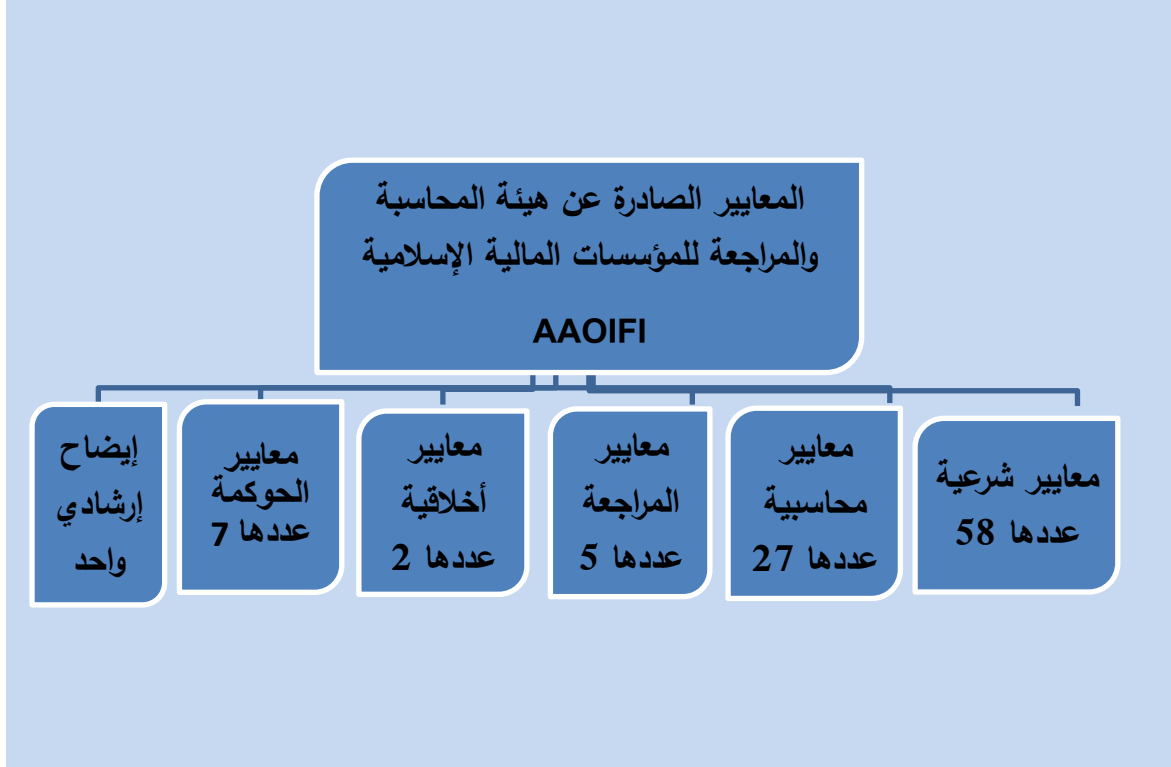 المعايير الصادرة عن هيئة المحاسبة
والمراجعة للمؤسسات المالية الإسلامية
AAOIFI
معايير شرعية
عددها 58
معايير
محاسبية
عددها 27
معايير
المراجعة
عددها 5
معايير
أخلاقية
عددها 2
معايير
الحوكمة
عددها 7
إيضاح
إرشادي
واحد